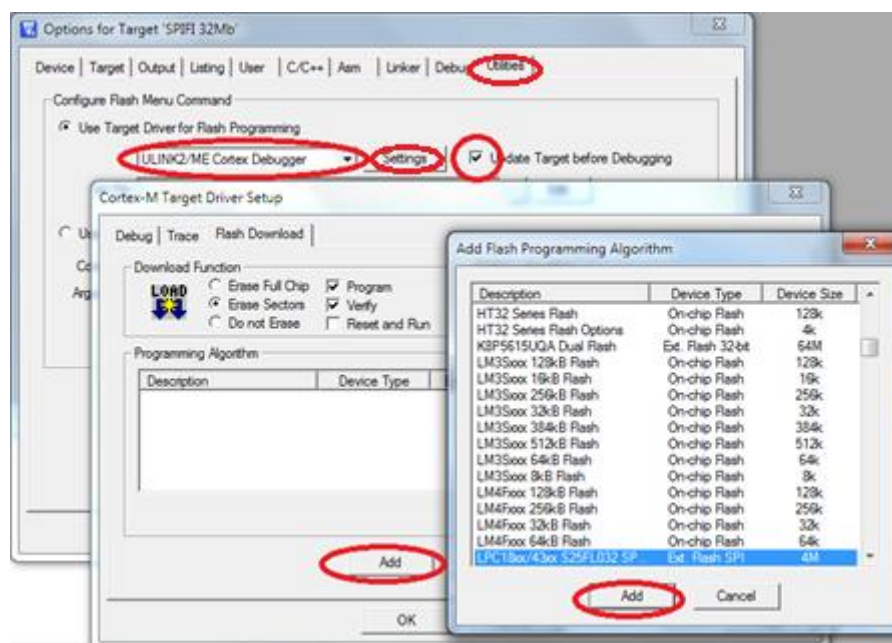 Options for Target 'SPIFI 32Mb'
Device | Target | Output | Listing | User | C/C++ | Asm | Linker | Debug | Utilities
Configure Flash Menu Command
Use Target Driver for Flash Programming
ULINK2/ME Cortex Debugger Settings Update Target before Debugging
Cortex-M Target Driver Setup
Debug | Trace Flash Download
Download Function
LOAD
Erase Full Chip Program
Erase Sectors Verify
Do not Erase Reset and Run
Programming Algorithm
Description Device Type
Add
OK
Add Flash Programming Algorithm
Description Device Type Device Size
HT32 Series Flash On-chip Flash 128k
HT32 Series Flash Options On-chip Flash 4k
K8P5615UQA Dual Flash Ext. Flash 32-bit 64M
LM3Sxxx 128kB Flash On-chip Flash 128k
LM3Sxxx 16kB Flash On-chip Flash 16k
LM3Sxxx 256kB Flash On-chip Flash 256k
LM3Sxxx 32kB Flash On-chip Flash 32k
LM3Sxxx 384kB Flash On-chip Flash 384k
LM3Sxxx 512kB Flash On-chip Flash 512k
LM3Sxxx 64kB Flash On-chip Flash 64k
LM3Sxxx 8kB Flash On-chip Flash 8k
LM4Fxxx 128kB Flash On-chip Flash 128k
LM4Fxxx 256kB Flash On-chip Flash 256k
LM4Fxxx 32kB Flash On-chip Flash 32k
LM4Fxxx 64kB Flash On-chip Flash 64k
LPC18xx/43xx S25FL032 SP... Ext. Flash SPI 4M
Add Cancel